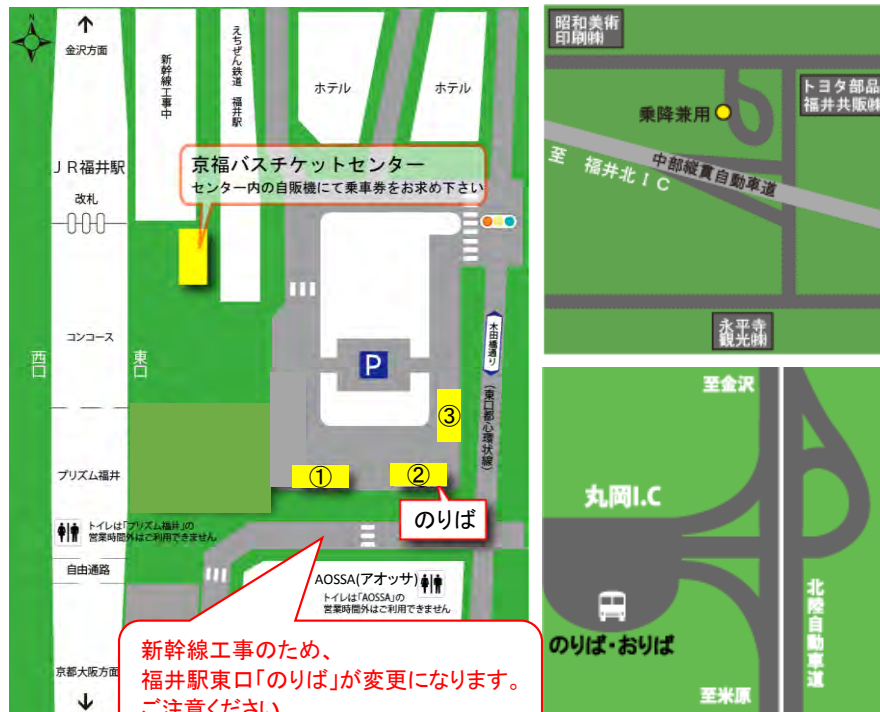 N
金沢方面
新幹線工事中
えちぜん鉄道 福井駅
ホテル
ホテル
JR福井駅
改札
京福バスチケットセンター
センター内の自販機にて乗車券をお求め下さい
コンコース
西口
東口
P
木田橋通り
(東口都心環状線)
③
①
②
のりば
プリズム福井
トイレは「プリズム福井」の
営業時間外はご利用できません
自由通路
AOSSA(アオッサ)
トイレは「AOSSA」の
営業時間外はご利用できません
京都大阪方面
新幹線工事のため、
福井駅東口「のりば」が変更になります。
ご注意ください
昭和美術
印刷㈱
トヨタ部品
福井共販㈱
乗降兼用
至 福井北IC
中部縦貫自動車道
永平寺
観光㈱
至金沢
丸岡I.C
のりば・おりば
北陸自動車道
至米原